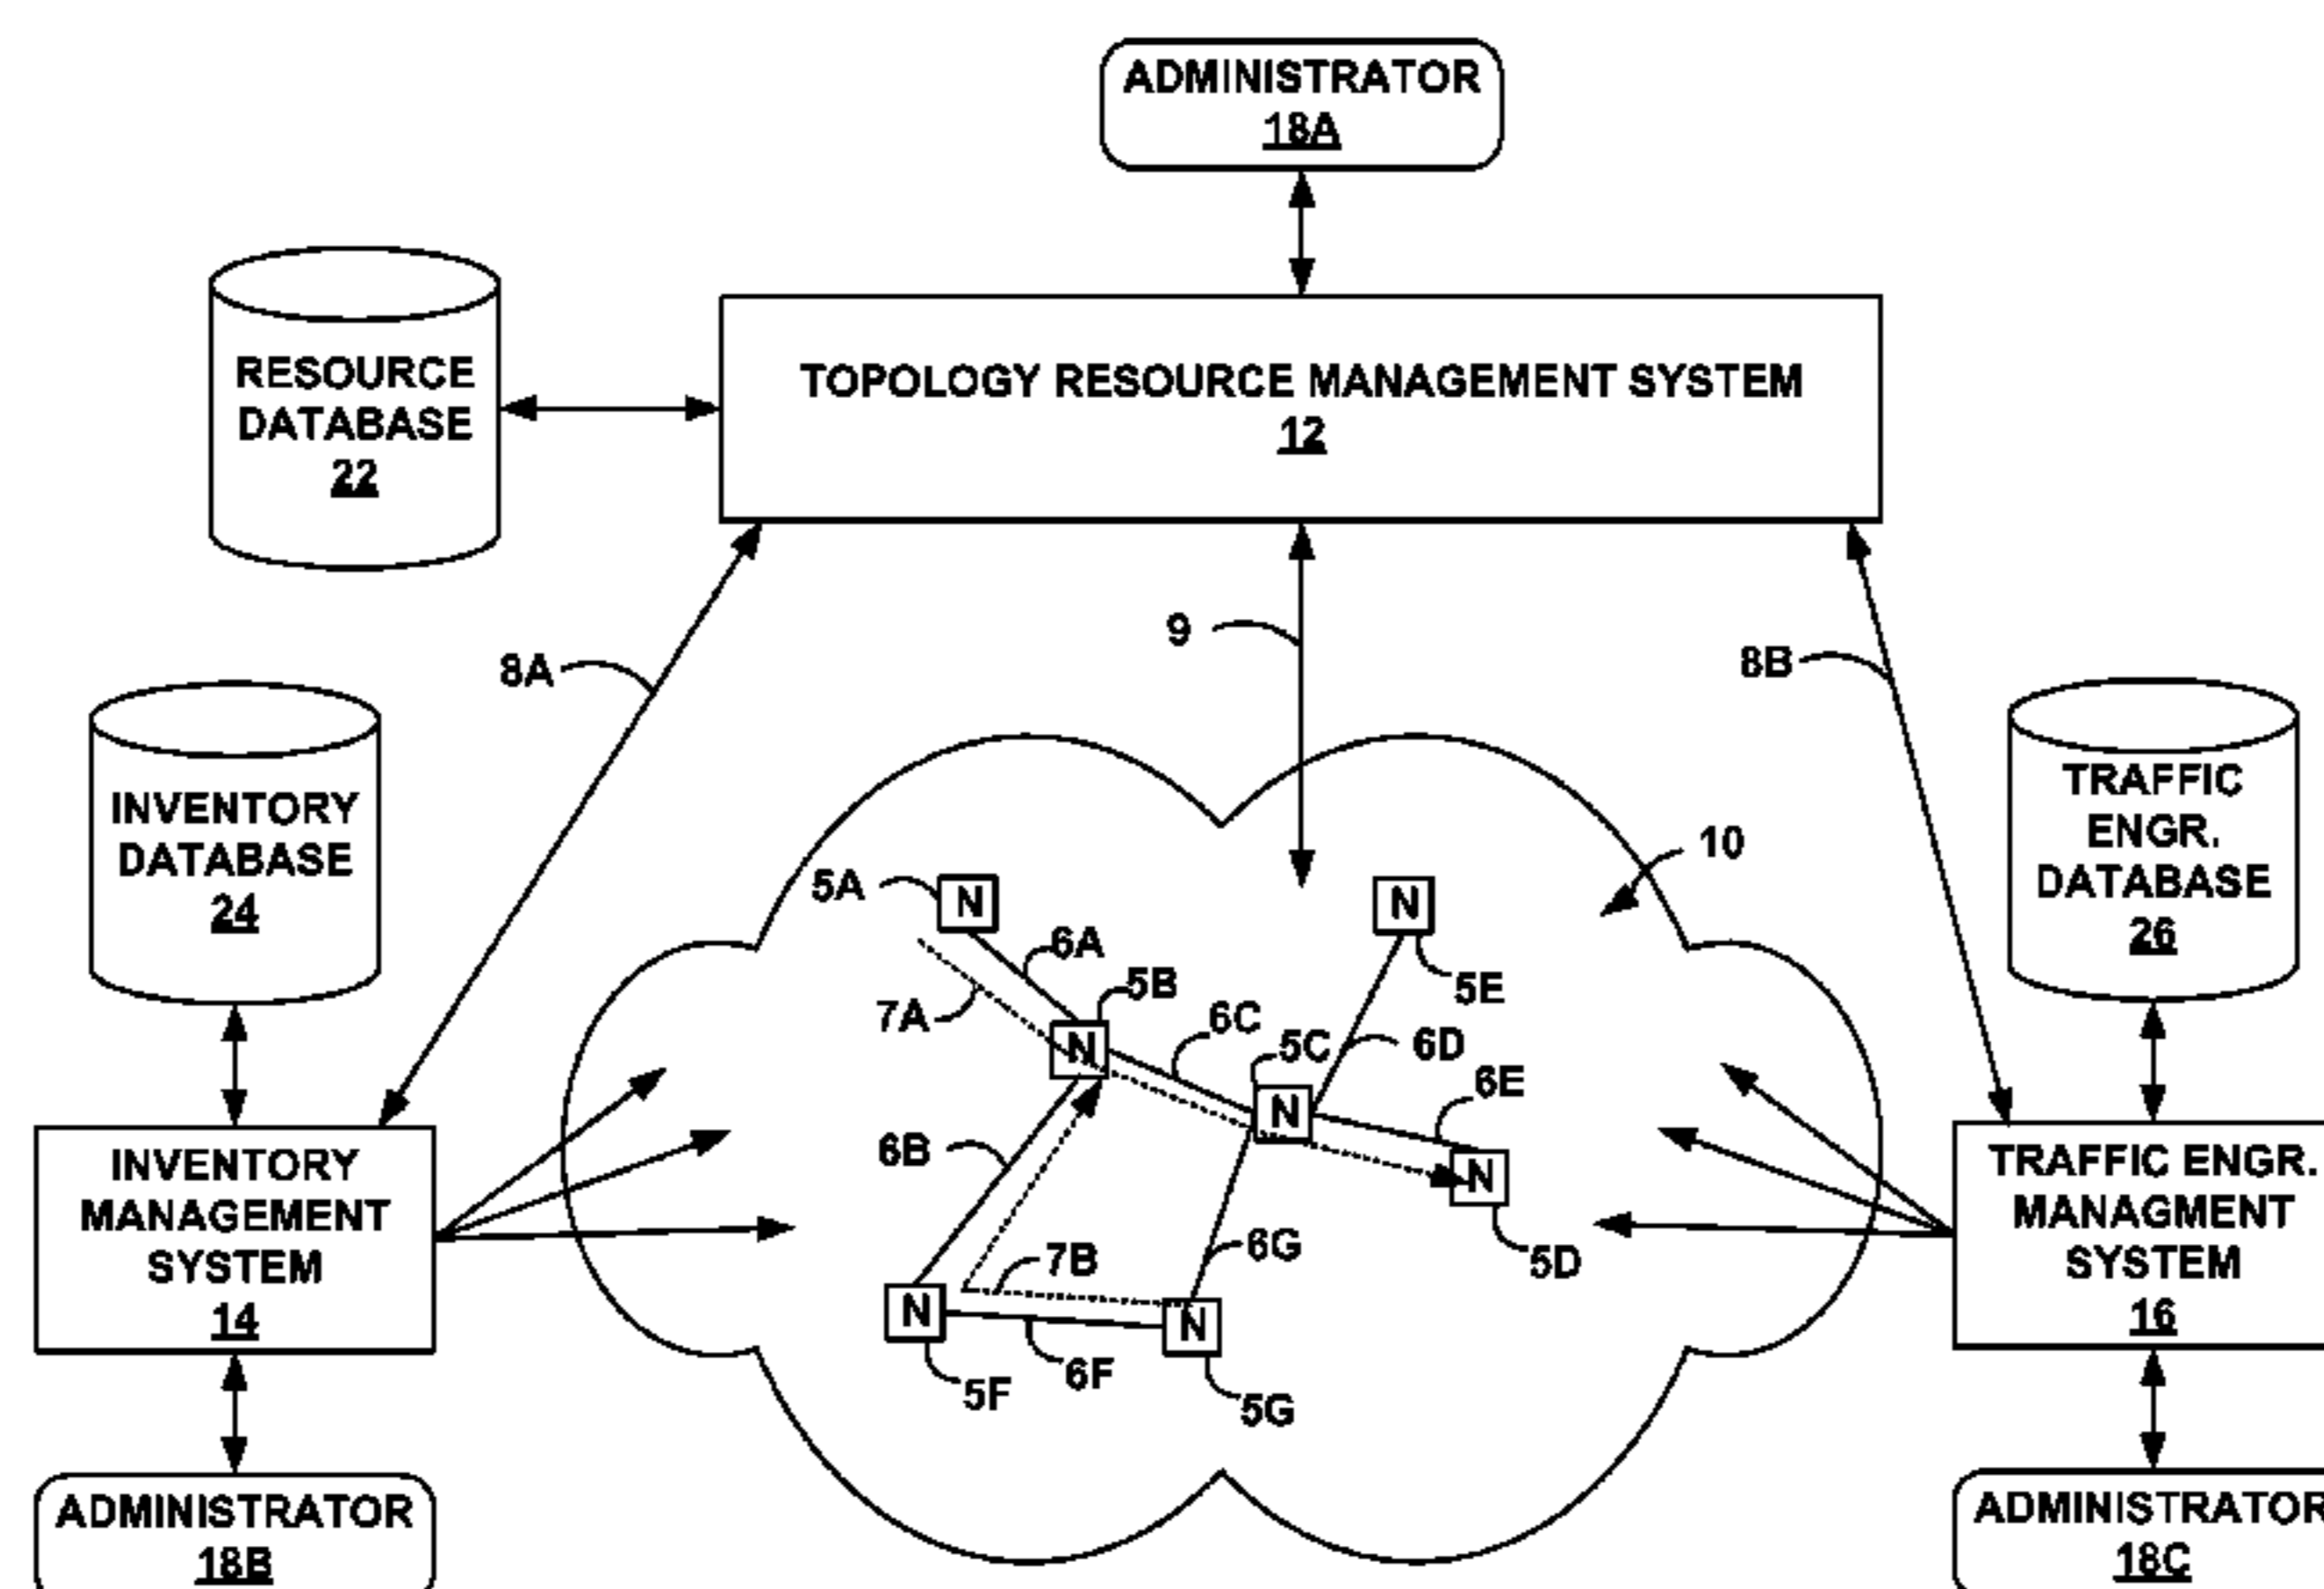 ADMINISTRATOR
18A
RESOURCE
DATABASE
22
TOPOLOGY RESOURCE MANAGEMENT SYSTEM
12
8A
9
8B
INVENTORY
DATABASE
24
TRAFFIC
ENGR.
DATABASE
26
10
5A
N
N
6A
5B
5E
7A
6C
5C
6D
N
6E
N
6B
N
6G
5D
7B
N
N
5F
6F
5G
INVENTORY
MANAGEMENT
SYSTEM
14
TRAFFIC ENGR.
MANAGMENT
SYSTEM
16
ADMINISTRATOR
18B
ADMINISTRATOR
18C